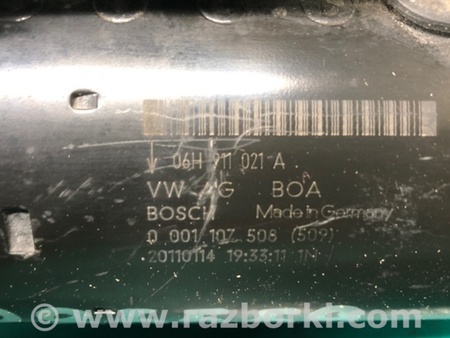 06H 911 021 A
VW AG BOA
BOSCH Made in Germany
0 001 107 508 (509)
20110114 19:33:11
www.razborki.com